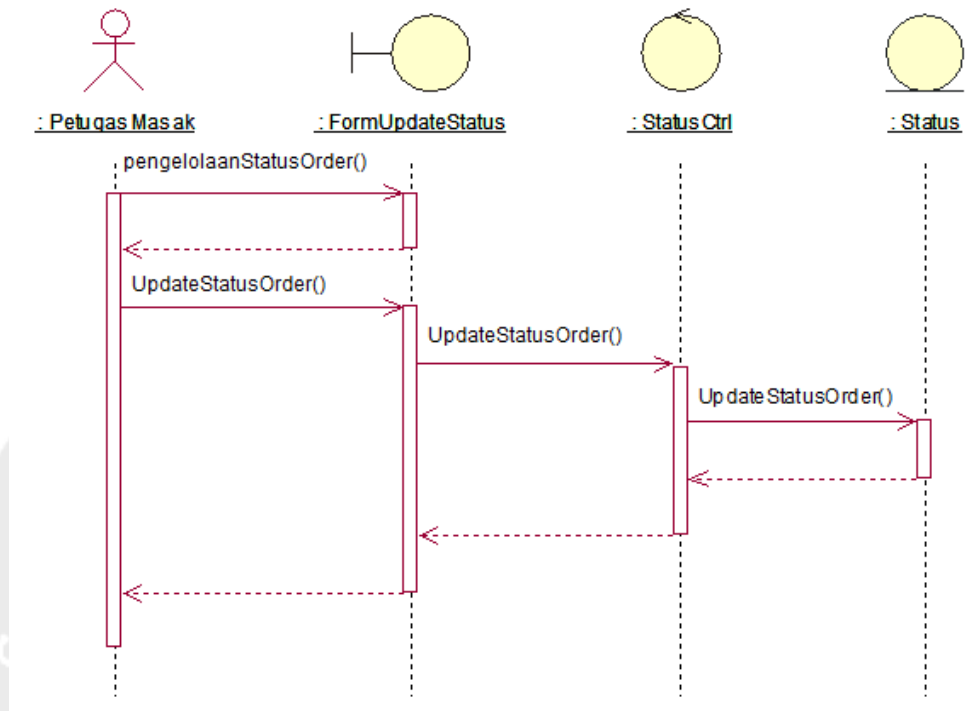 : Petugas Masak
: FormUpdateStatus
: StatusCtrl
: Status
pengelolaanStatusOrder()
UpdateStatusOrder()
UpdateStatusOrder()
UpdateStatusOrder()